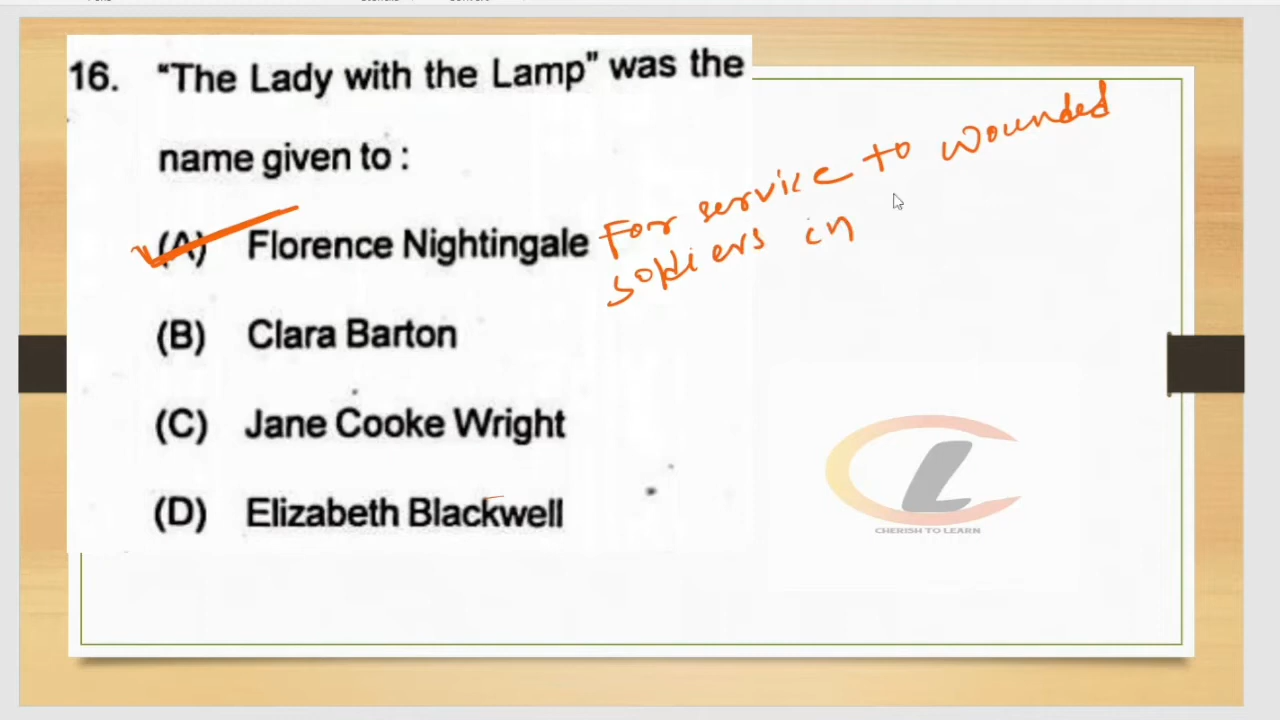 16. "The Lady with the Lamp" was the
name given to :
(A) Florence Nightingale
For service to wounded
soldiers in
(B) Clara Barton
(C) Jane Cooke Wright
(D) Elizabeth Blackwell
CHERISH TO LEARN